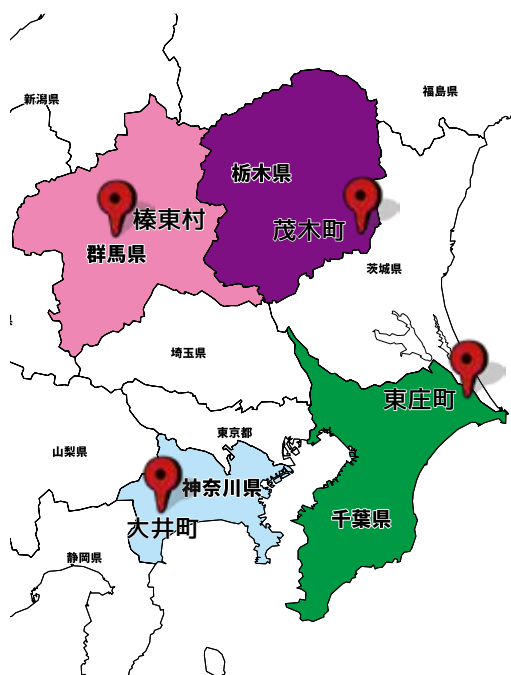 新潟県
福島県
栃木県
榛東村
茂木町
群馬県
茨城県
埼玉県
東庄町
東京都
山梨県
神奈川県
千葉県
大井町
静岡県